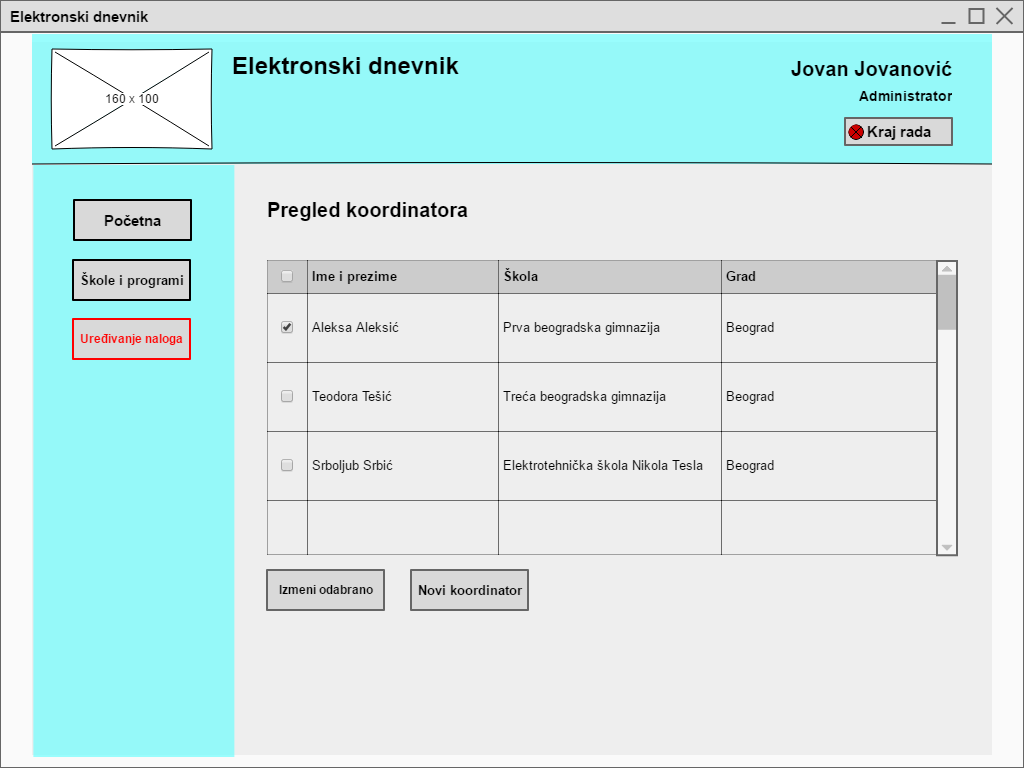 Elektronski dnevnik
160 x 100
Elektronski dnevnik
Jovan Jovanović
Administrator
Kraj rada
Početna
Škole i programi
Uređivanje naloga
Pregled koordinatora
Ime i prezime Škola Grad
Aleksa Aleksić Prva beogradska gimnazija Beograd
Teodora Tešić Treća beogradska gimnazija Beograd
Srboljub Srbić Elektrotehnička škola Nikola Tesla Beograd
Izmeni odabrano Novi koordinator